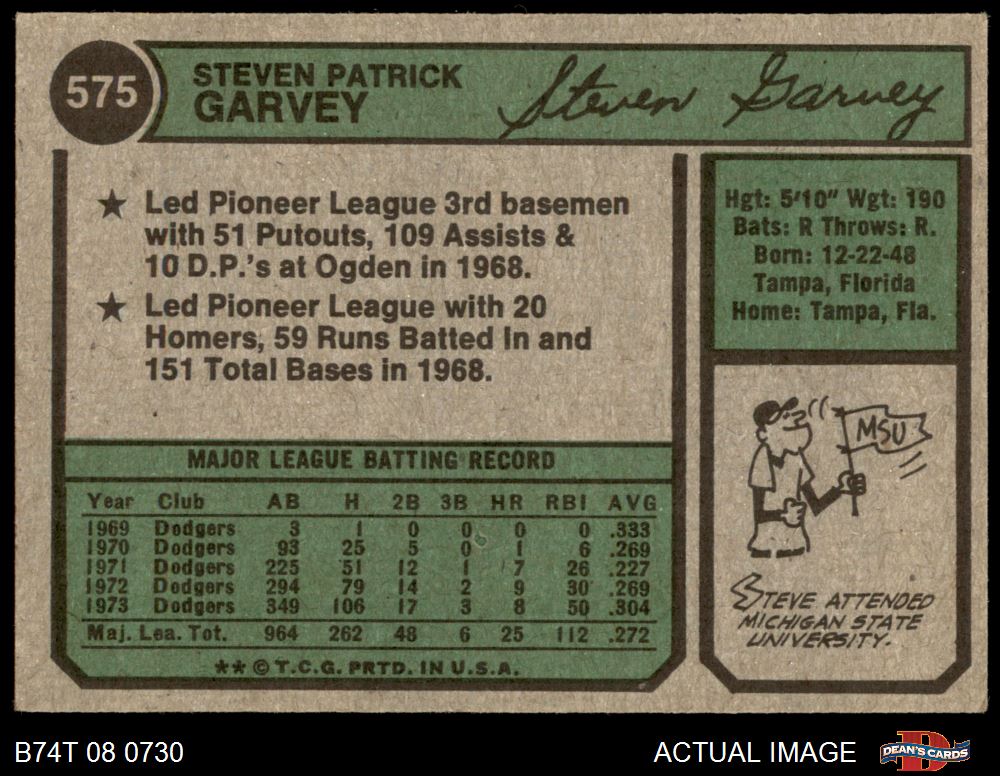 575
STEVEN PATRICK
GARVEY
Steven Garvey
★ Led Pioneer League 3rd basemen
with 51 Putouts, 109 Assists &
10 D.P.'s at Ogden in 1968.
★ Led Pioneer League with 20
Homers, 59 Runs Batted In and
151 Total Bases in 1968.
Hgt: 5'10" Wgt: 190
Bats: R Throws: R.
Born: 12-22-48
Tampa, Florida
Home: Tampa, Fla.
MSU
STEVE ATTENDED
MICHIGAN STATE
UNIVERSITY.
MAJOR LEAGUE BATTING RECORD
Year Club AB H 2B 3B HR RBI AVG
1969 Dodgers 3 1 0 0 0 0 .333
1970 Dodgers 93 25 5 0 1 6 .269
1971 Dodgers 225 51 12 1 7 26 .227
1972 Dodgers 294 79 14 2 9 30 .269
1973 Dodgers 349 106 17 3 8 50 .304
Maj. Lea. Tot. 964 262 48 6 25 112 .272
** © T.C.G. PRTD. IN U.S.A.
B74T 08 0730
ACTUAL IMAGE
D
DEAN'S CARDS